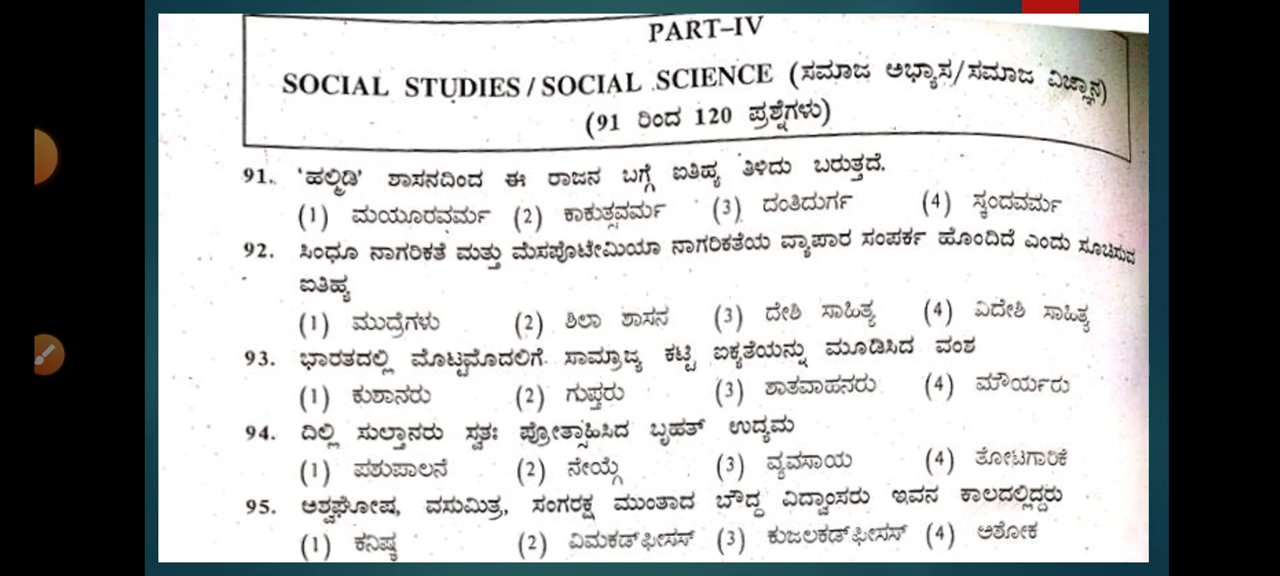 PART–IV
SOCIAL STUDIES / SOCIAL SCIENCE (ಸಮಾಜ ಅಭ್ಯಾಸ/ಸಮಾಜ ವಿಜ್ಞಾನ)
(91 ರಿಂದ 120 ಪ್ರಶ್ನೆಗಳು)
91. 'ಹಲ್ಮಿಡಿ' ಶಾಸನದಿಂದ ಈ ರಾಜನ ಬಗ್ಗೆ ಐತಿಹ್ಯ ತಿಳಿದು ಬರುತ್ತದೆ.
(1) ಮಯೂರವರ್ಮ (2) ಕಾಕುತ್ಸವರ್ಮ (3) ದಂತಿದುರ್ಗ (4) ಸ್ಕಂದವರ್ಮ
92. ಸಿಂಧೂ ನಾಗರಿಕತೆ ಮತ್ತು ಮೆಸಪೊಟೇಮಿಯಾ ನಾಗರಿಕತೆಯ ವ್ಯಾಪಾರ ಸಂಪರ್ಕ ಹೊಂದಿದೆ ಎಂದು ಸೂಚಿಸುವ
ಐತಿಹ್ಯ
(1) ಮುದ್ರೆಗಳು (2) ಶಿಲಾ ಶಾಸನ (3) ದೇಶಿ ಸಾಹಿತ್ಯ (4) ವಿದೇಶಿ ಸಾಹಿತ್ಯ
93. ಭಾರತದಲ್ಲಿ ಮೊಟ್ಟಮೊದಲಿಗೆ ಸಾಮ್ರಾಜ್ಯ ಕಟ್ಟಿ ಐಕ್ಯತೆಯನ್ನು ಮೂಡಿಸಿದ ವಂಶ
(1) ಕುಶಾನರು (2) ಗುಪ್ತರು (3) ಶಾತವಾಹನರು (4) ಮೌರ್ಯರು
94. ದಿಲ್ಲಿ ಸುಲ್ತಾನರು ಸ್ವತಃ ಪ್ರೋತ್ಸಾಹಿಸಿದ ಬೃಹತ್ ಉದ್ಯಮ
(1) ಪಶುಪಾಲನೆ (2) ನೇಯ್ಗೆ (3) ವ್ಯವಸಾಯ (4) ತೋಟಗಾರಿಕೆ
95. ಅಶ್ವಘೋಷ, ವಸುಮಿತ್ರ, ಸಂಗರಕ್ಷ ಮುಂತಾದ ಬೌದ್ಧ ವಿದ್ವಾಂಸರು ಇವನ ಕಾಲದಲ್ಲಿದ್ದರು
(1) ಕನಿಷ್ಕ (2) ವಿಮಕಡ್‌ಫೀಸಸ್ (3) ಕುಜಲಕಡ್‌ಫೀಸಸ್ (4) ಅಶೋಕ